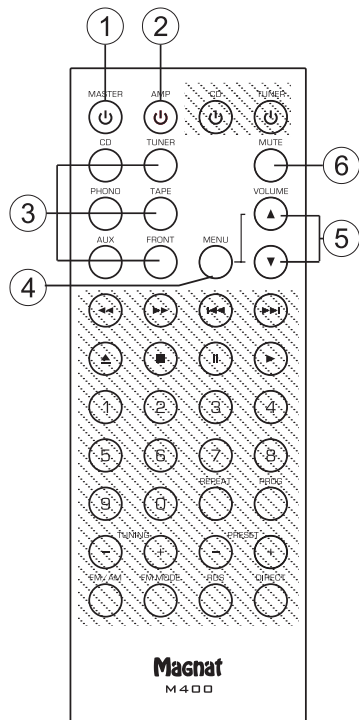 1 2
MASTER AMP CD TUNER
CD TUNER MUTE
6
PHONO TAPE VOLUME
3
5
AUX FRONT MENU
4
1 2 3 4
5 6 7 8
REPEAT PROG
9 0
TUNING PRESET
- + - +
FM/AM FM MODE RDS DIRECT
Magnat
M400